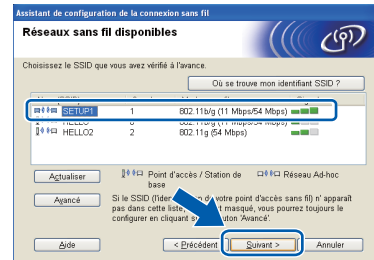 Assistant de configuration de la connexion sans fil
Réseaux sans fil disponibles
Choisissez le SSID que vous avez vérifié à l'avance.
Où se trouve mon identifiant SSID ?
SETUP1 1 802.11b/g (11 Mbps/54 Mbps)
HELLO 802.11b/g (11 Mbps/54 Mbps)
HELLO2 2 802.11g (54 Mbps)
Actualiser
Point d'accès / Station de base
Réseau Ad-hoc
Avancé
Si le SSID de votre point d'accès sans fil) n' apparaît
pas dans cette liste, masqué, vous pourrez toujours le
configurer en cliquant bouton 'Avancé'.
Aide
< Précédent
Suivant >
Annuler